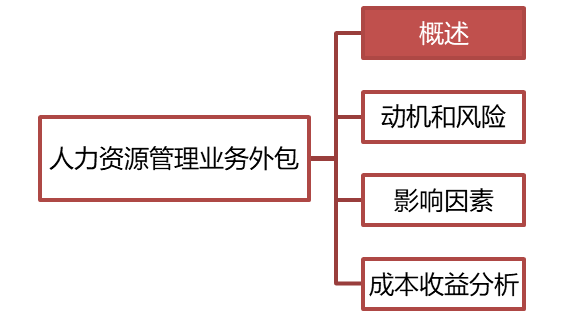 概述
动机和风险
人力资源管理业务外包
影响因素
成本收益分析